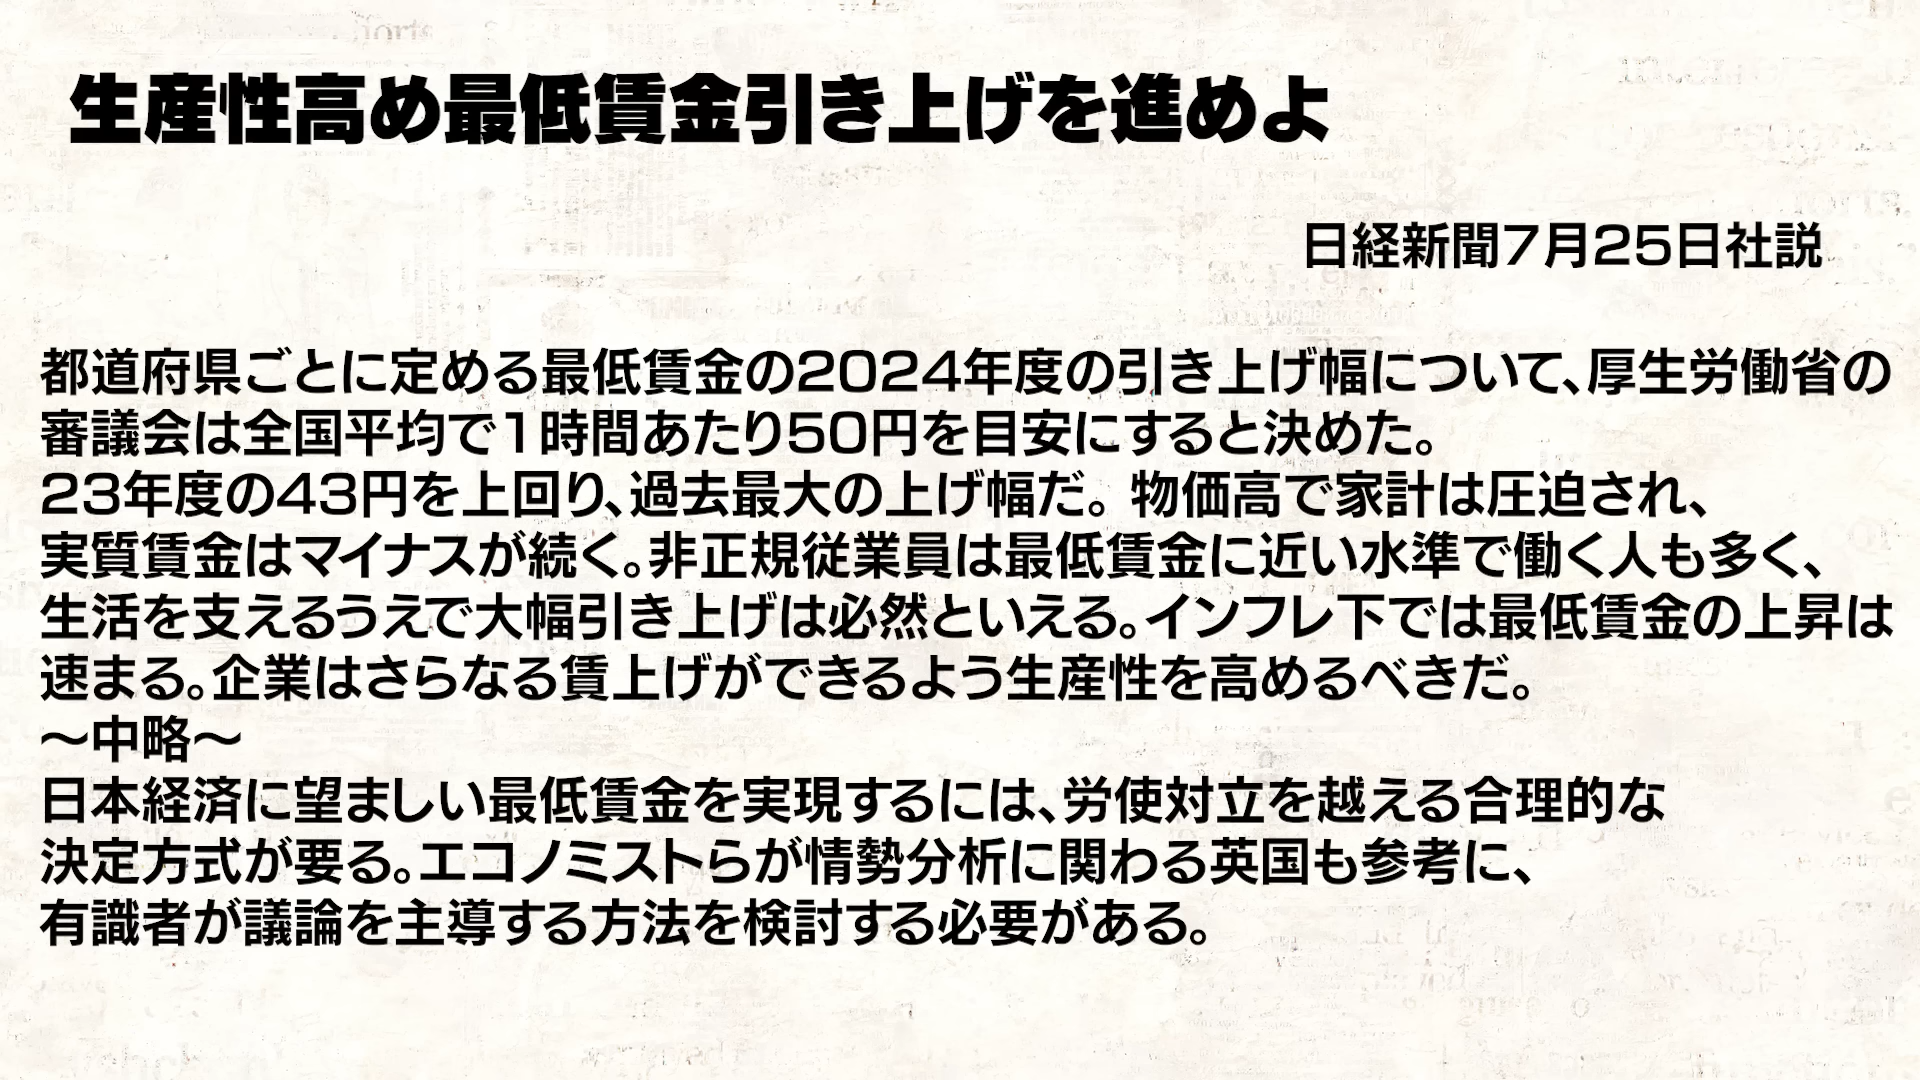 生産性高め最低賃金引き上げを進めよ
日経新聞7月25日社説
都道府県ごとに定める最低賃金の2024年度の引き上げ幅について、厚生労働省の
審議会は全国平均で1時間あたり50円を目安にすると決めた。
23年度の43円を上回り、過去最大の上げ幅だ。 物価高で家計は圧迫され、
実質賃金はマイナスが続く。非正規従業員は最低賃金に近い水準で働く人も多く、
生活を支えるうえで大幅引き上げは必然といえる。インフレ下では最低賃金の上昇は
速まる。企業はさらなる賃上げができるよう生産性を高めるべきだ。
～中略～
日本経済に望ましい最低賃金を実現するには、労使対立を越える合理的な
決定方式が要る。エコノミストらが情勢分析に関わる英国も参考に、
有識者が議論を主導する方法を検討する必要がある。